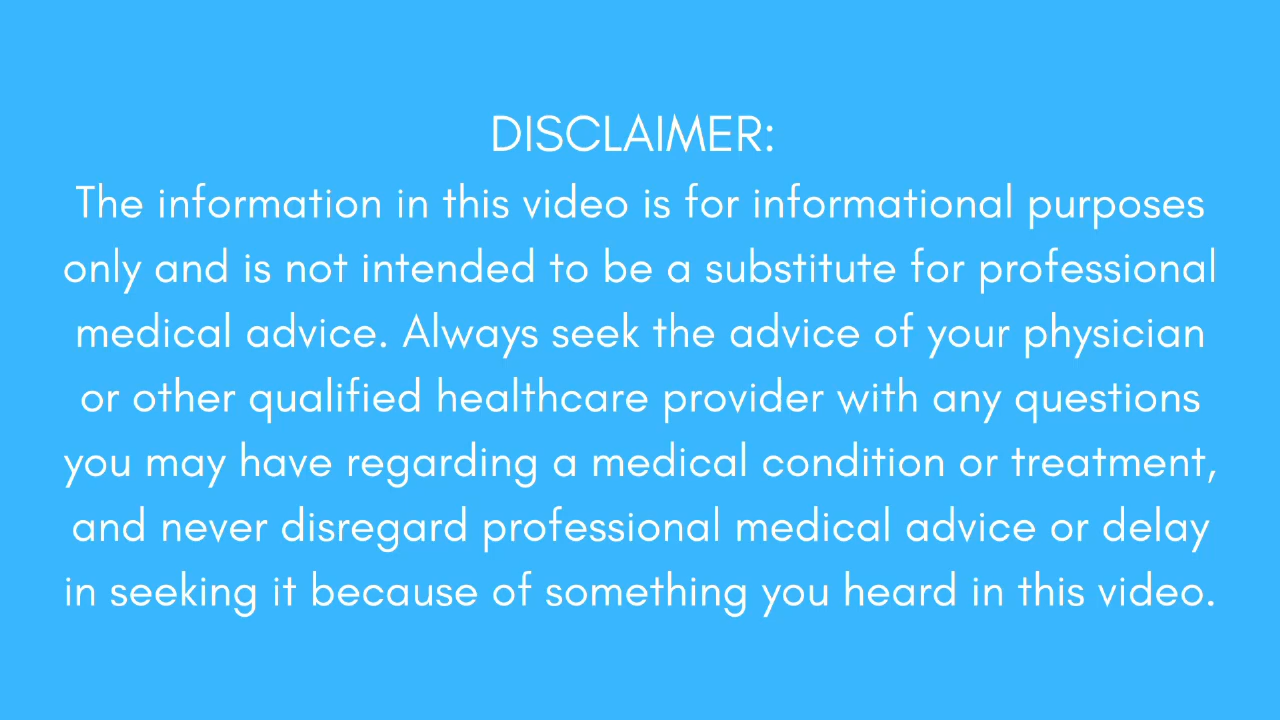 DISCLAIMER:
The information in this video is for informational purposes
only and is not intended to be a substitute for professional
medical advice. Always seek the advice of your physician
or other qualified healthcare provider with any questions
you may have regarding a medical condition or treatment,
and never disregard professional medical advice or delay
in seeking it because of something you heard in this video.